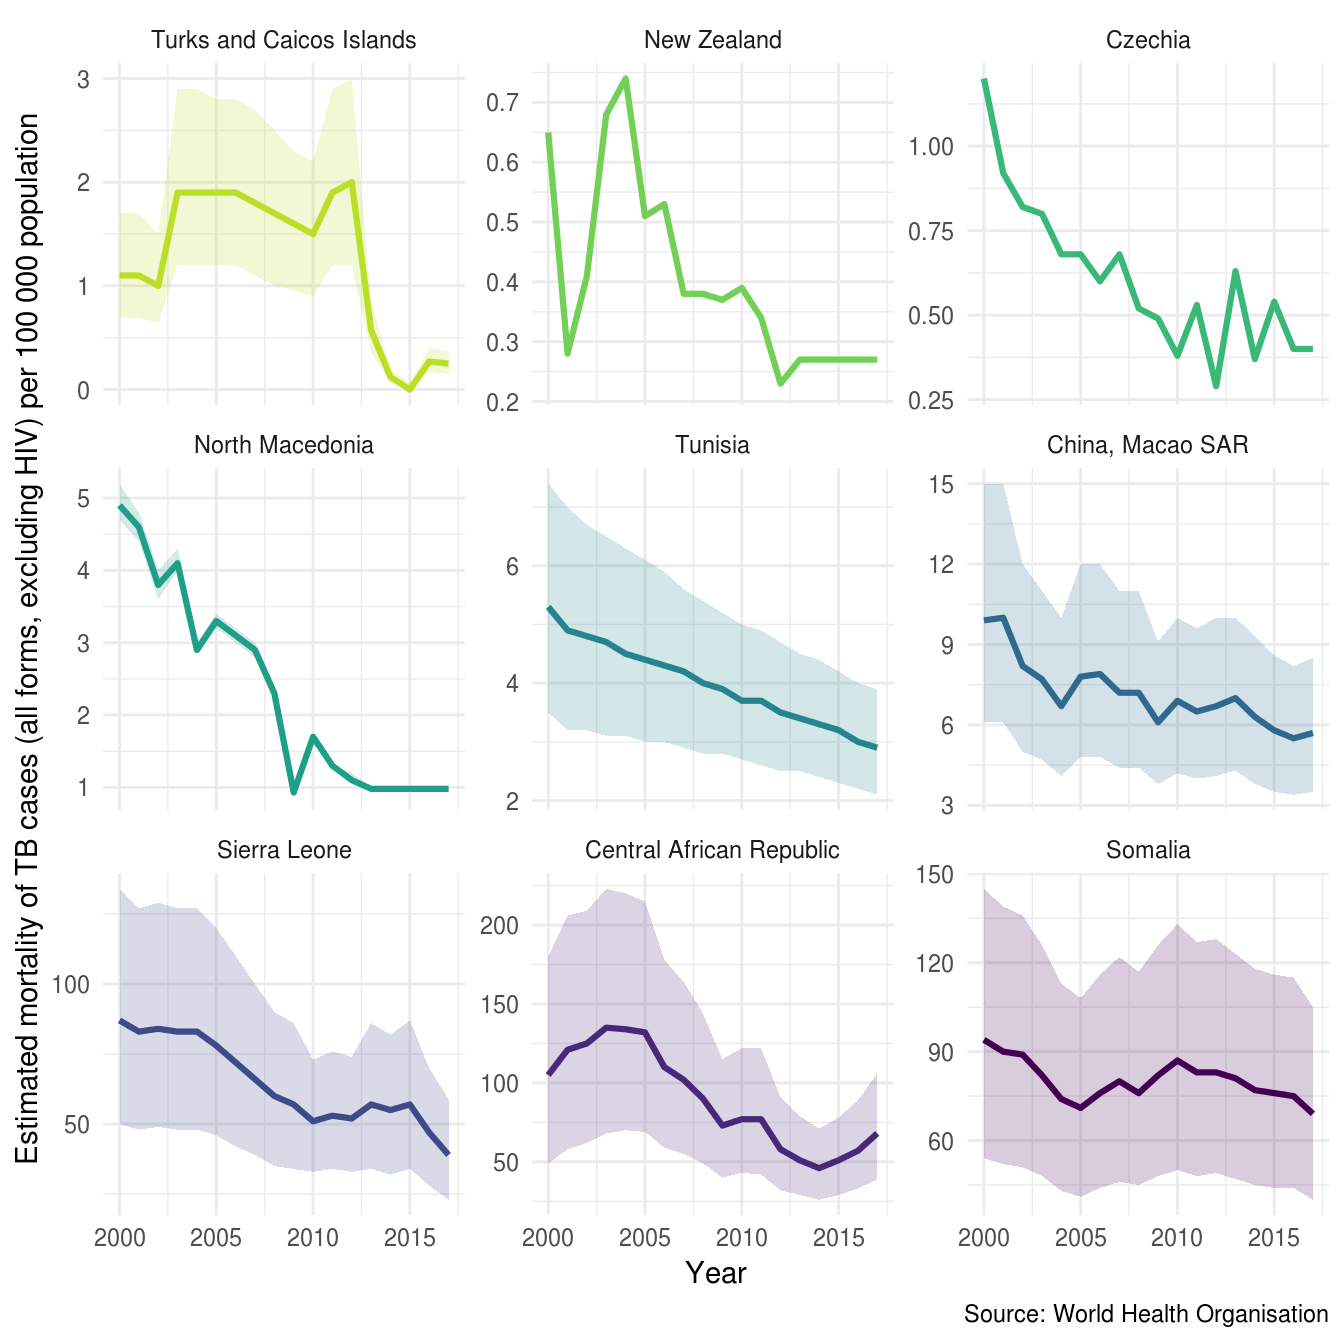 Estimated mortality of TB cases (all forms, excluding HIV) per 100 000 population
Turks and Caicos Islands
3
2
1
0
New Zealand
0.7
0.6
0.5
0.4
0.3
0.2
Czechia
1.00
0.75
0.50
0.25
North Macedonia
5
4
3
2
1
Tunisia
6
4
2
China, Macao SAR
15
12
9
6
3
Sierra Leone
100
50
2000 2005 2010 2015
Central African Republic
200
150
100
50
2000 2005 2010 2015
Somalia
150
120
90
60
2000 2005 2010 2015
Year
Source: World Health Organisation